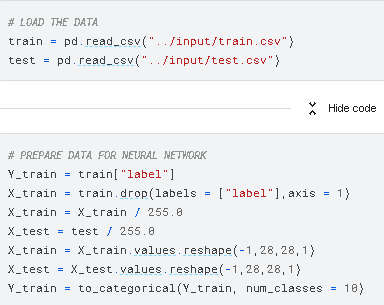 # LOAD THE DATA
train = pd.read_csv("../input/train.csv")
test = pd.read_csv("../input/test.csv")
Hide code
# PREPARE DATA FOR NEURAL NETWORK
Y_train = train["label"]
X_train = train.drop(labels = ["label"],axis = 1)
X_train = X_train / 255.0
X_test = test / 255.0
X_train = X_train.values.reshape(-1,28,28,1)
X_test = X_test.values.reshape(-1,28,28,1)
Y_train = to_categorical(Y_train, num_classes = 10)